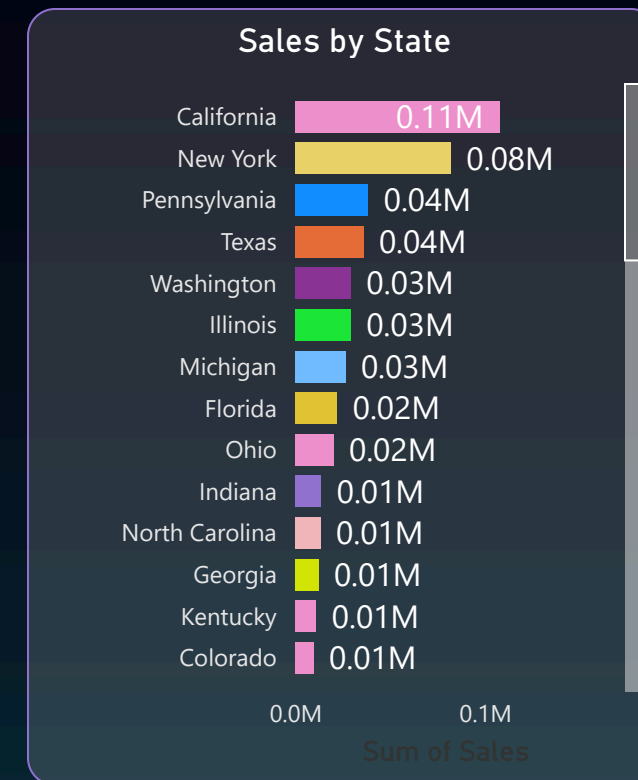 Sales by State
California 0.11M
New York 0.08M
Pennsylvania 0.04M
Texas 0.04M
Washington 0.03M
Illinois 0.03M
Michigan 0.03M
Florida 0.02M
Ohio 0.02M
Indiana 0.01M
North Carolina 0.01M
Georgia 0.01M
Kentucky 0.01M
Colorado 0.01M
0.0M 0.1M
Sum of Sales